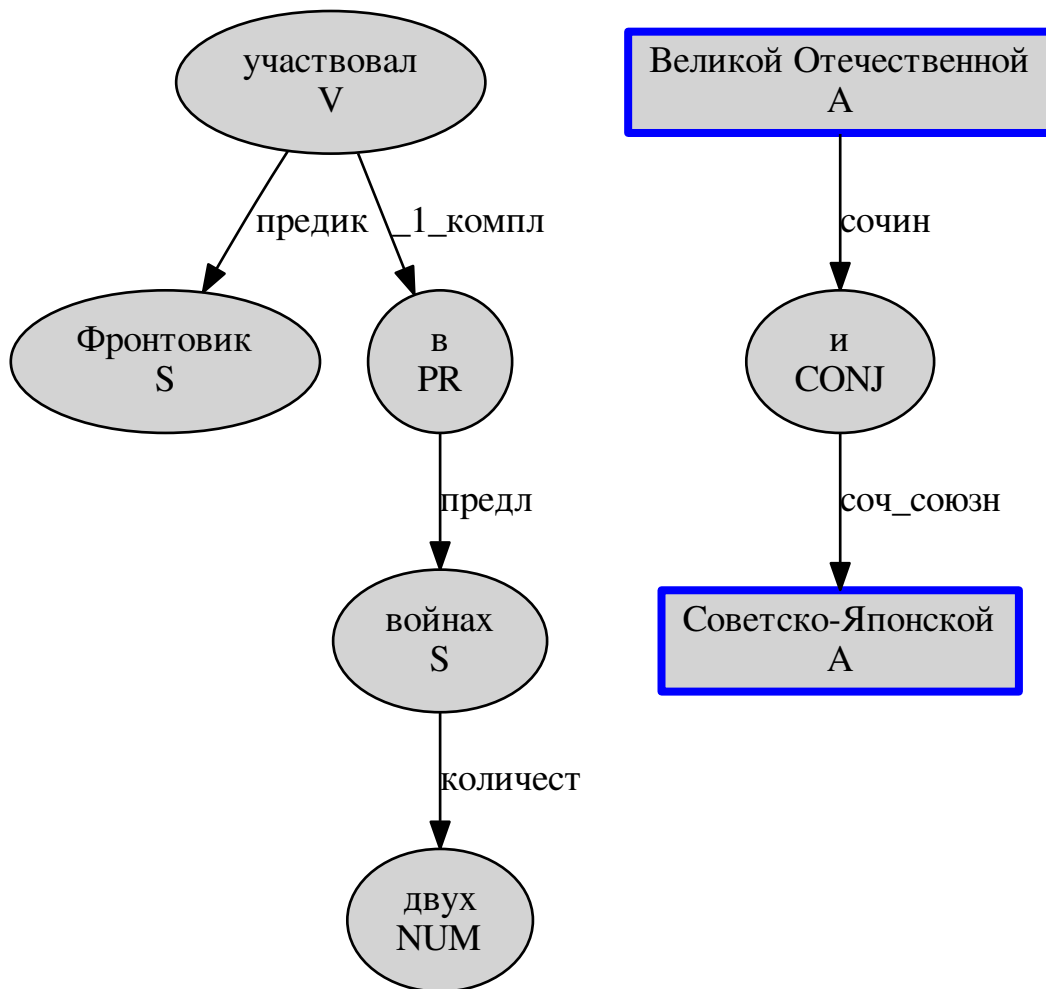 участвовал
V
Великой Отечественной
A
предик
_1_компл
сочин
Фронтовик
S
в
PR
и
CONJ
предл
соч_союзн
войнах
S
Советско-Японской
A
количест
двух
NUM